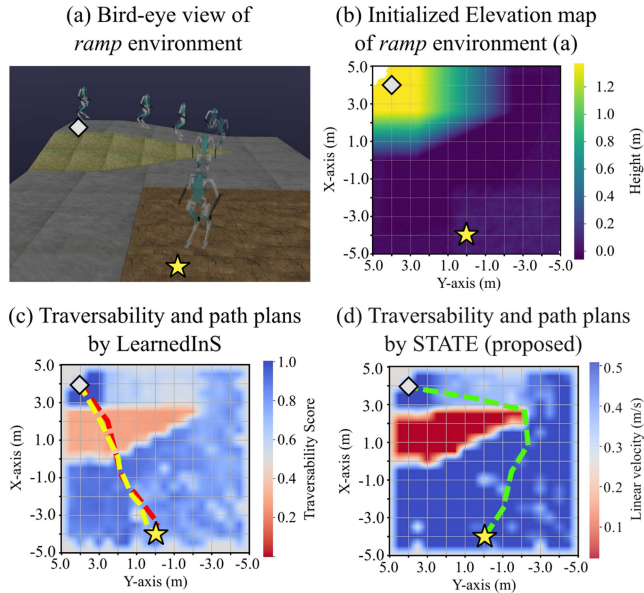 (a) Bird-eye view of
ramp environment
(b) Initialized Elevation map
of ramp environment (a)
5.0
3.0
1.0
-1.0
-3.0
-5.0
X-axis (m)
5.0 3.0 1.0 -1.0 -3.0 -5.0
Y-axis (m)
1.2
1.0
0.8
0.6
0.4
0.2
0.0
Height (m)
(c) Traversability and path plans
by LearnedInS
5.0
3.0
1.0
-1.0
-3.0
-5.0
X-axis (m)
5.0 3.0 1.0 -1.0 -3.0 -5.0
Y-axis (m)
1.0
0.8
0.6
0.4
0.2
Traversability Score
(d) Traversability and path plans
by STATE (proposed)
5.0
3.0
1.0
-1.0
-3.0
-5.0
X-axis (m)
5.0 3.0 1.0 -1.0 -3.0 -5.0
Y-axis (m)
0.5
0.4
0.3
0.2
0.1
Linear velocity (m/s)